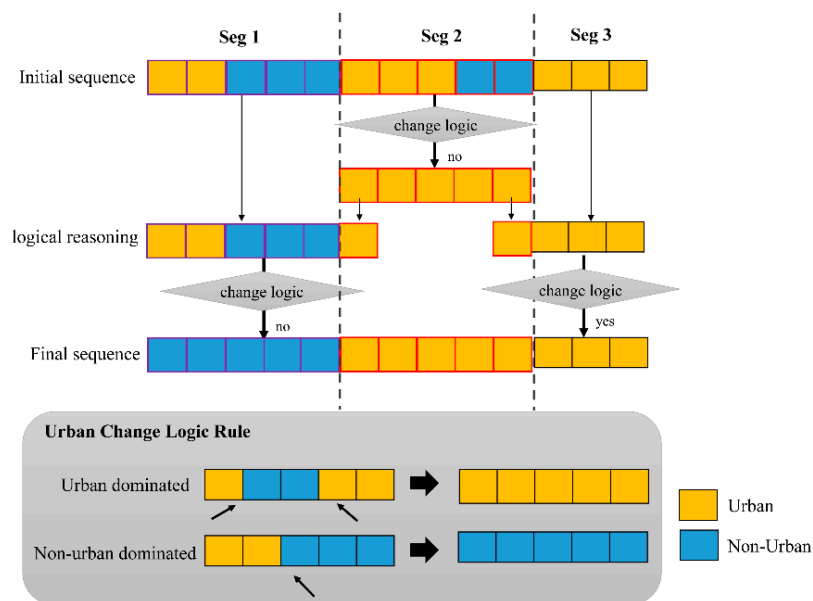 Seg 1
Seg 2
Seg 3
Initial sequence
change logic
no
logical reasoning
change logic
change logic
no
yes
Final sequence
Urban Change Logic Rule
Urban dominated
Non-urban dominated
Urban
Non-Urban